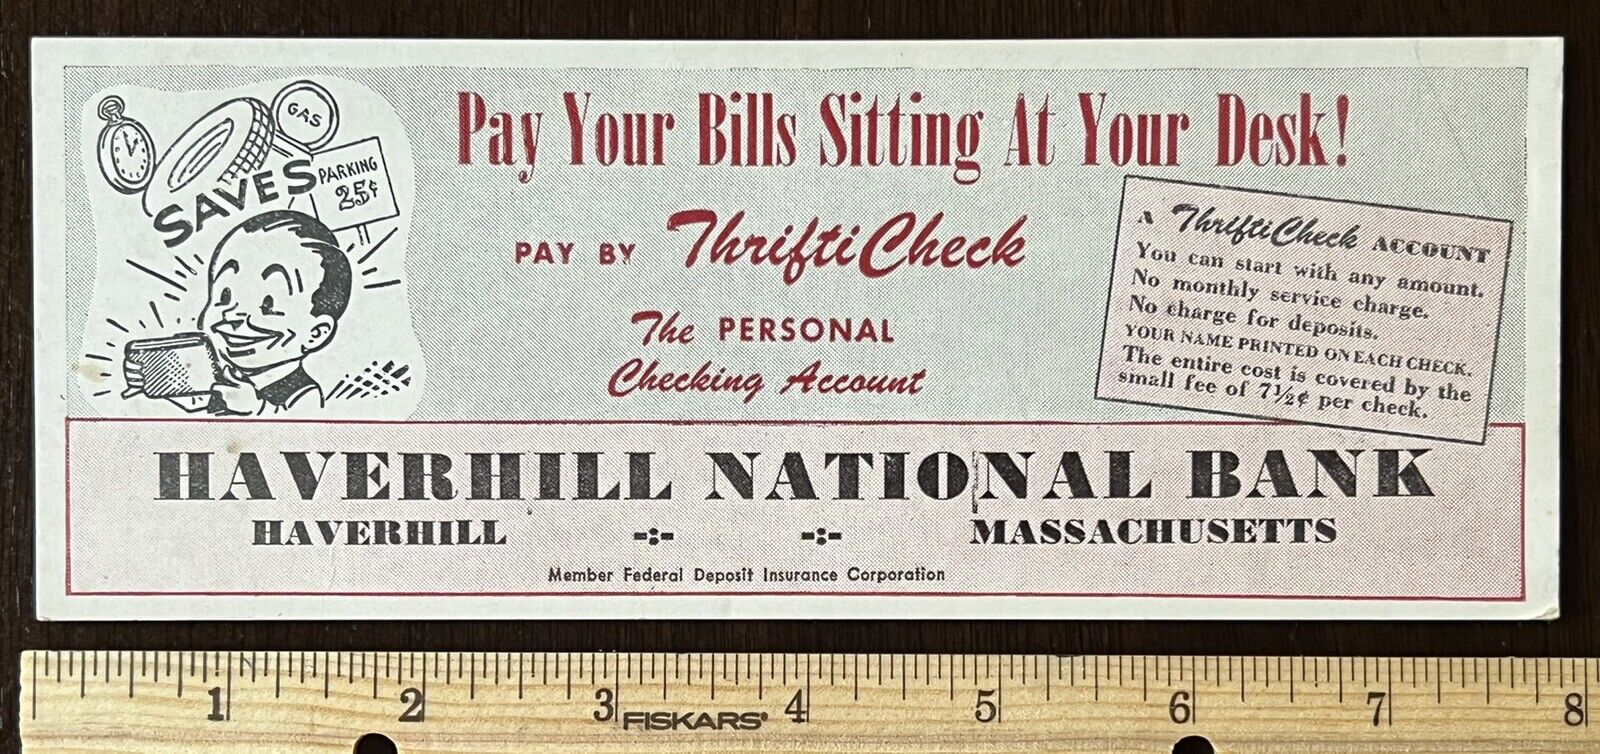 GAS
SAVES
PARKING
25¢
Pay Your Bills Sitting At Your Desk!
PAY BY ThriftiCheck
The PERSONAL
Checking Account
A ThriftiCheck ACCOUNT
You can start with any amount.
No monthly service charge.
No charge for deposits.
YOUR NAME PRINTED ON EACH CHECK.
The entire cost is covered by the
small fee of 7½¢ per check.
HAVERHILL NATIONAL BANK
HAVERHILL -:- -:- MASSACHUSETTS
Member Federal Deposit Insurance Corporation
1 2 3 FISKARS 4 5 6 7 8